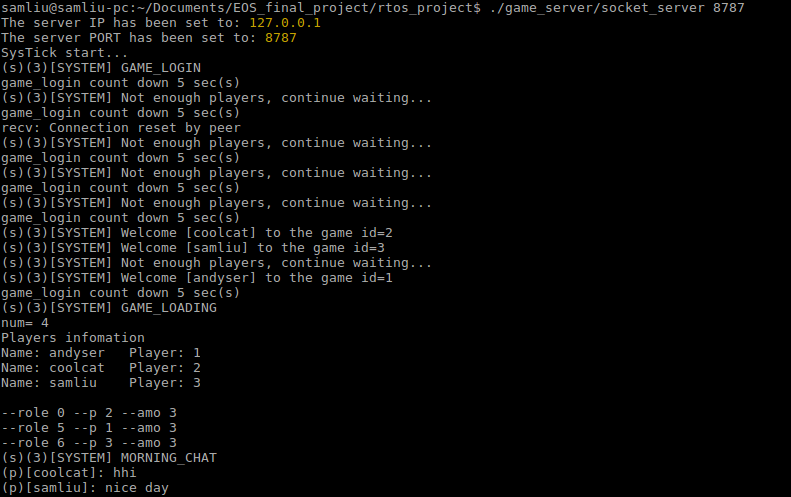 samliu@samliu-pc:~/Documents/EOS_final_project/rtos_project$ ./game_server/socket_server 8787
The server IP has been set to: 127.0.0.1
The server PORT has been set to: 8787
SysTick start...
(s)(3)[SYSTEM] GAME_LOGIN
game_login count down 5 sec(s)
(s)(3)[SYSTEM] Not enough players, continue waiting...
game_login count down 5 sec(s)
recv: Connection reset by peer
(s)(3)[SYSTEM] Not enough players, continue waiting...
game_login count down 5 sec(s)
(s)(3)[SYSTEM] Not enough players, continue waiting...
game_login count down 5 sec(s)
(s)(3)[SYSTEM] Not enough players, continue waiting...
game_login count down 5 sec(s)
(s)(3)[SYSTEM] Welcome [coolcat] to the game id=2
(s)(3)[SYSTEM] Welcome [samliu] to the game id=3
(s)(3)[SYSTEM] Not enough players, continue waiting...
(s)(3)[SYSTEM] Welcome [andyser] to the game id=1
game_login count down 5 sec(s)
(s)(3)[SYSTEM] GAME_LOADING
num= 4
Players infomation
Name: andyser   Player: 1
Name: coolcat   Player: 2
Name: samliu    Player: 3

--role 0 --p 2 --amo 3
--role 5 --p 1 --amo 3
--role 6 --p 3 --amo 3
(s)(3)[SYSTEM] MORNING_CHAT
(p)[coolcat]: hhi
(p)[samliu]: nice day